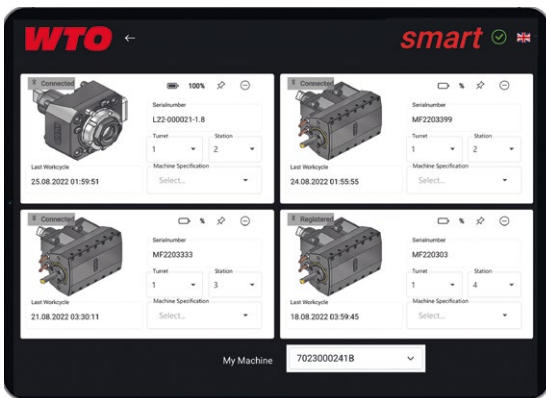 WTO ←
smart
Connected
100%
Serialnumber
L22-000021-1.8
Turret Station
1 2
Last Workcycle Machine Specification
25.08.2022 01:59:51 Select...
Connected
%
Serialnumber
MF2203399
Turret Station
1 2
Last Workcycle Machine Specification
24.08.2022 01:55:55 Select...
Connected
%
Serialnumber
MF2203333
Turret Station
1 3
Last Workcycle Machine Specification
21.08.2022 03:30:11 Select...
Registered
%
Serialnumber
MF220303
Turret Station
1 4
Last Workcycle Machine Specification
18.08.2022 03:59:45 Select...
My Machine 7023000241B